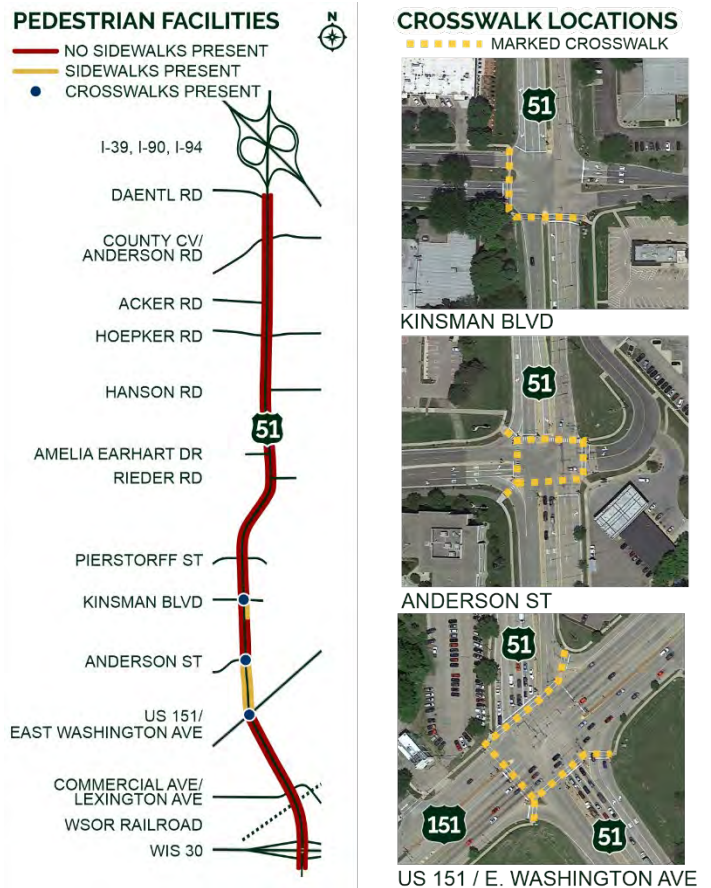 PEDESTRIAN FACILITIES
N
NO SIDEWALKS PRESENT
SIDEWALKS PRESENT
CROSSWALKS PRESENT
I-39, I-90, I-94
DAENTL RD
COUNTY CV/
ANDERSON RD
ACKER RD
HOEPKER RD
HANSON RD
51
AMELIA EARHART DR
RIEDER RD
PIERSTORFF ST
KINSMAN BLVD
ANDERSON ST
US 151/
EAST WASHINGTON AVE
COMMERCIAL AVE/
LEXINGTON AVE
WSOR RAILROAD
WIS 30
CROSSWALK LOCATIONS
MARKED CROSSWALK
51
KINSMAN BLVD
51
ANDERSON ST
51
151
51
US 151 / E. WASHINGTON AVE